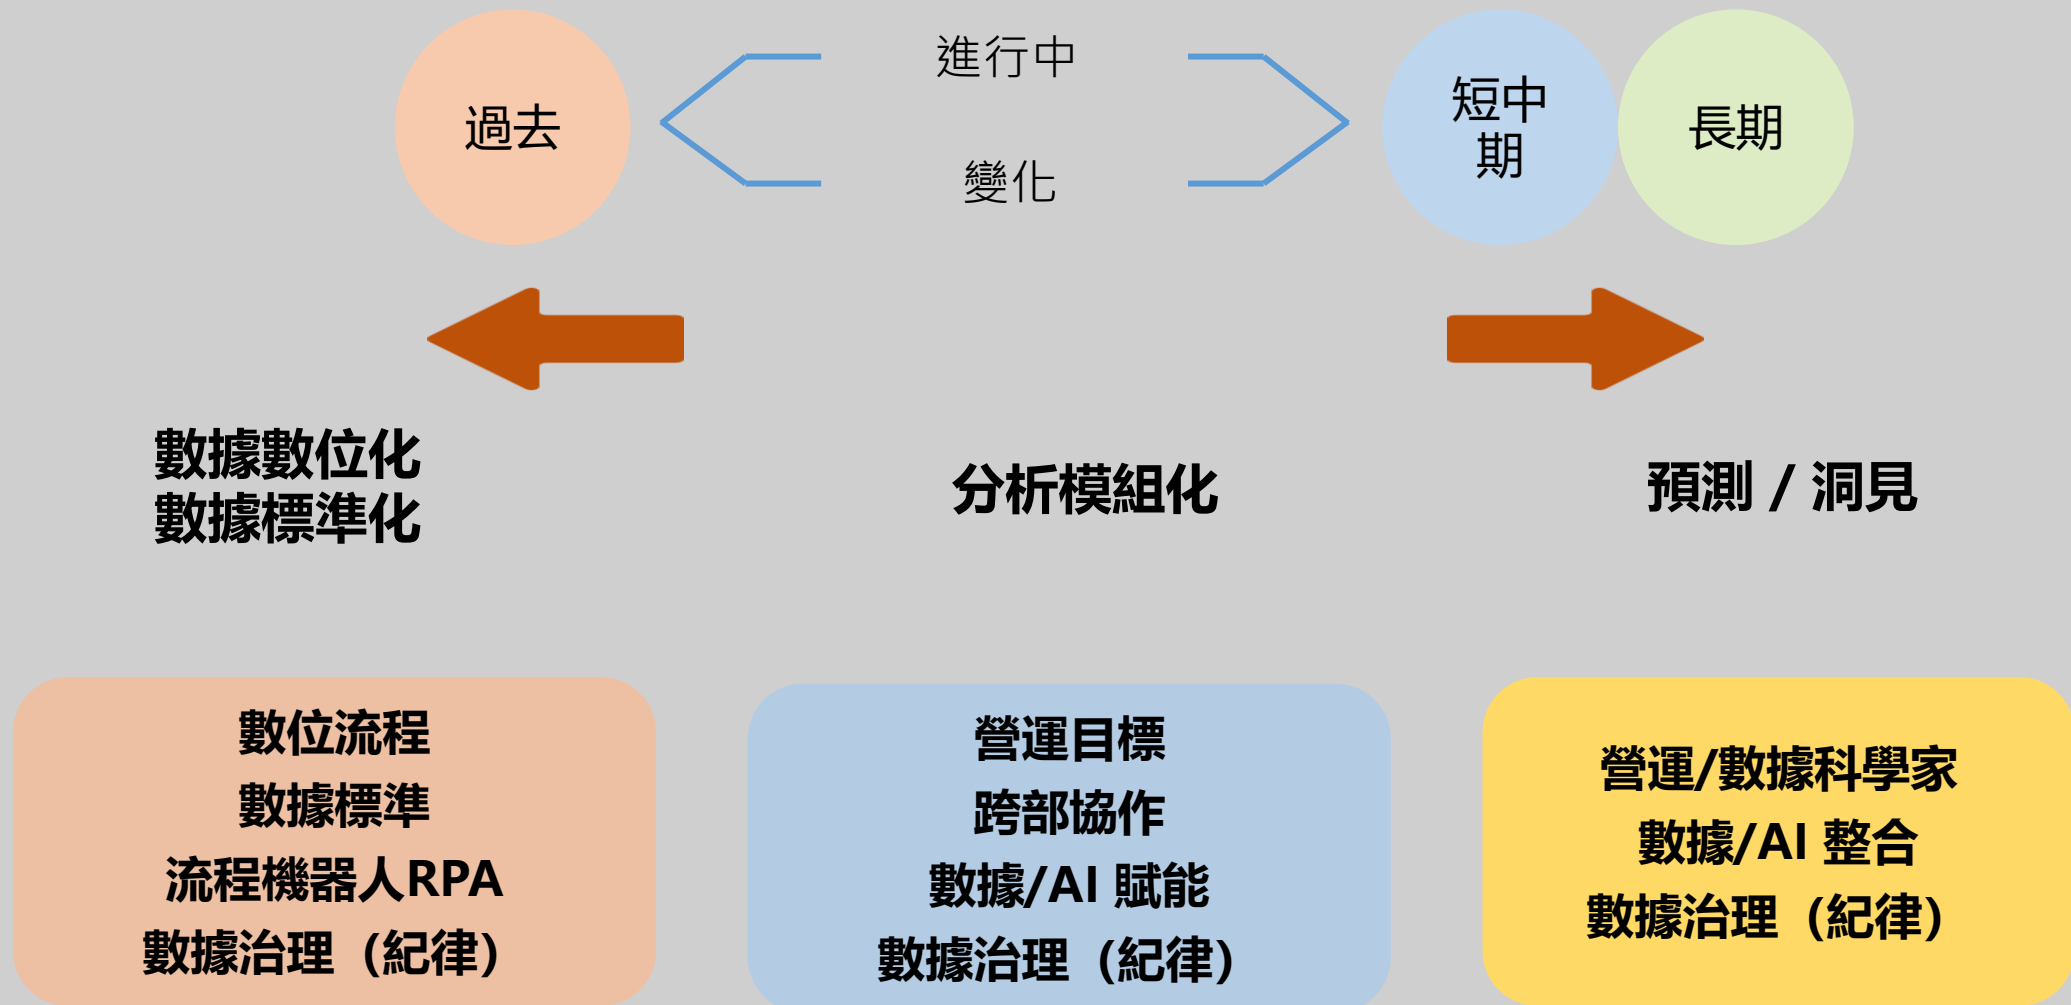 過去
進行中
變化
短中
期
長期
數據數位化
數據標準化
分析模組化
預測 / 洞見
數位流程
數據標準
流程機器人RPA
數據治理（紀律）
營運目標
跨部協作
數據/AI 賦能
數據治理（紀律）
營運/數據科學家
數據/AI 整合
數據治理（紀律）